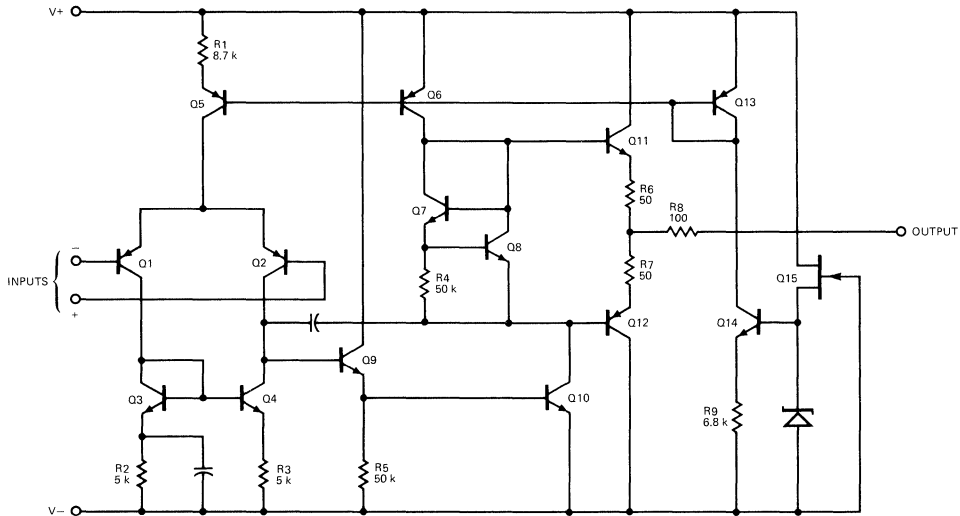 V+
R1
8.7 k
Q5
Q6
Q13
Q11
R6
50
Q7
Q8
R8
100
OUTPUT
−
Q1
Q2
INPUTS
+
R4
50 k
R7
50
Q15
Q12
Q14
Q9
Q3
Q4
Q10
R9
6.8 k
R2
5 k
R3
5 k
R5
50 k
V−